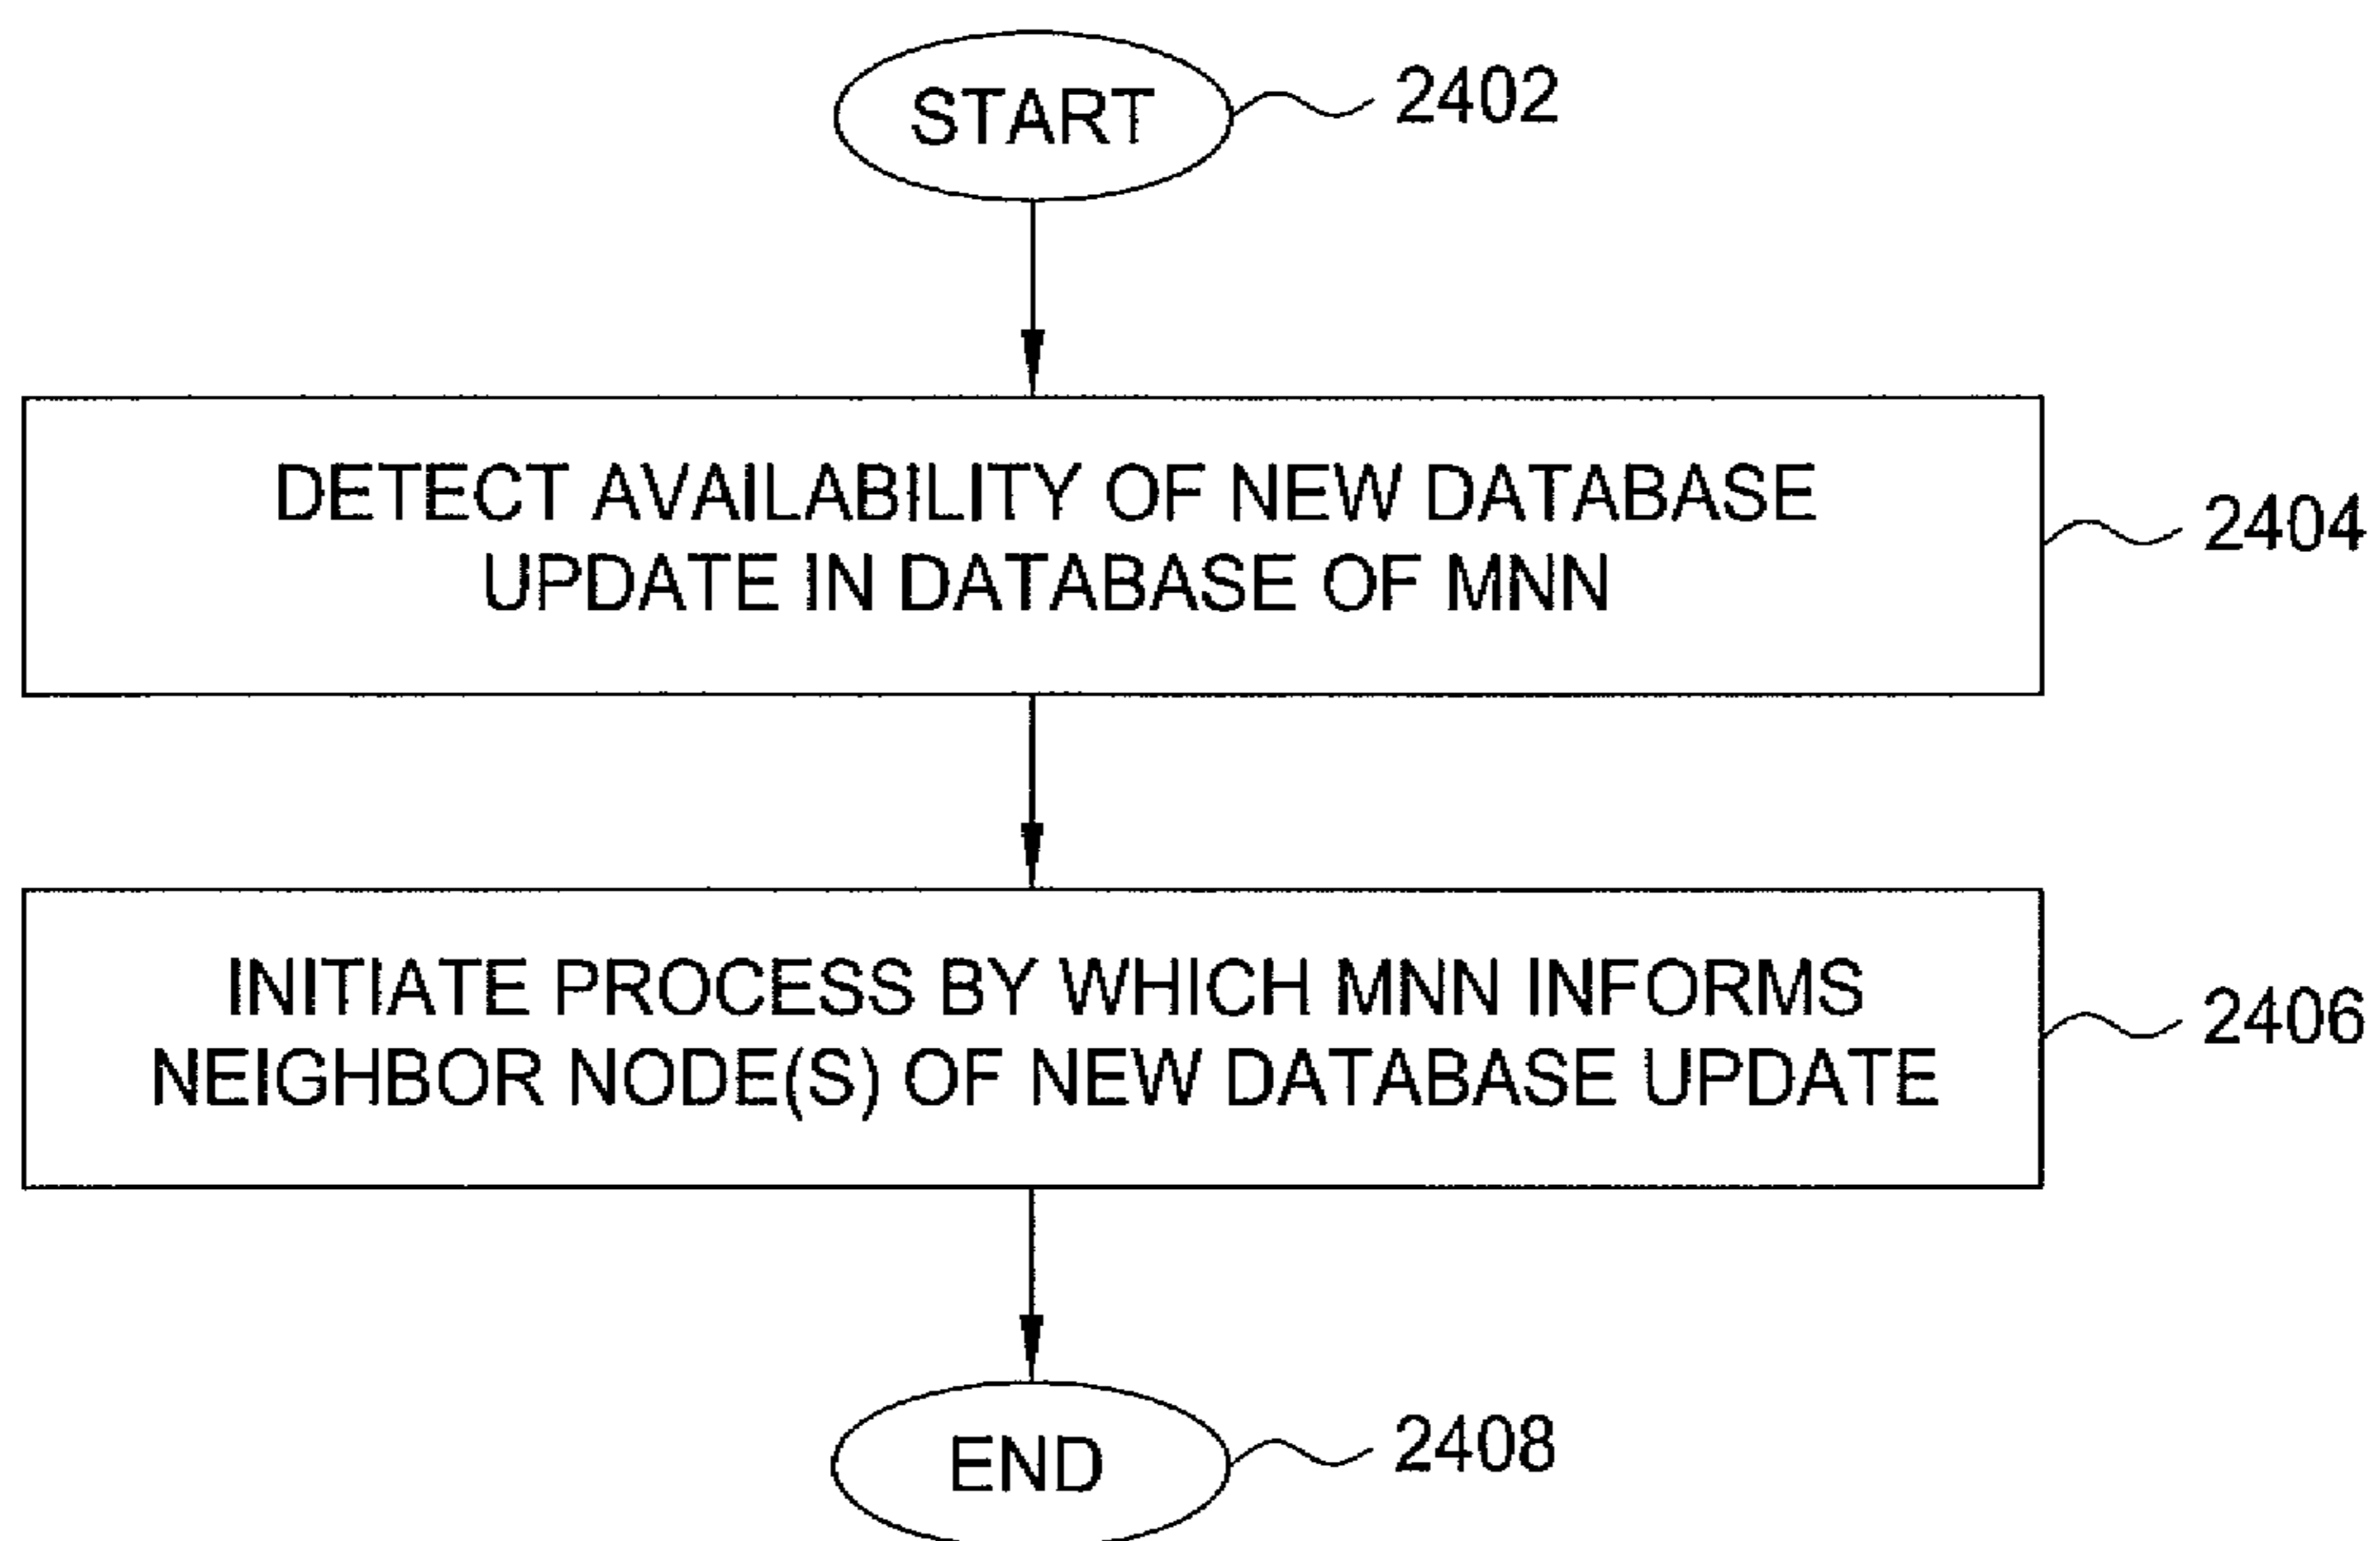 START
2402
DETECT AVAILABILITY OF NEW DATABASE
UPDATE IN DATABASE OF MNN
2404
INITIATE PROCESS BY WHICH MNN INFORMS
NEIGHBOR NODE(S) OF NEW DATABASE UPDATE
2406
END
2408